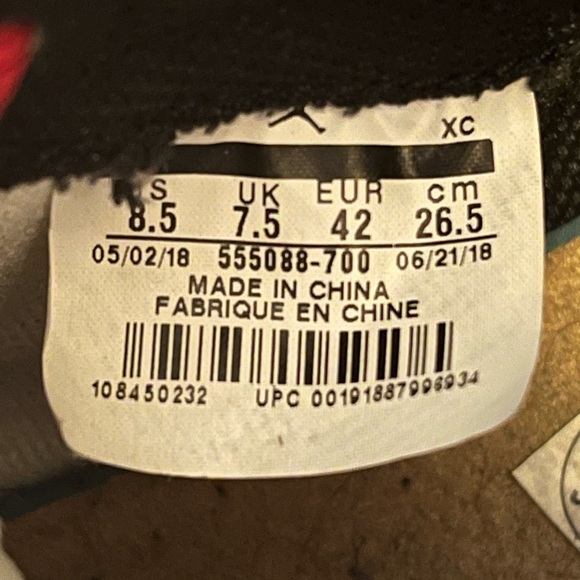 XC
US UK EUR cm
8.5 7.5 42 26.5
05/02/18 555088-700 06/21/18
MADE IN CHINA
FABRIQUE EN CHINE
108450232 UPC 00191887996934